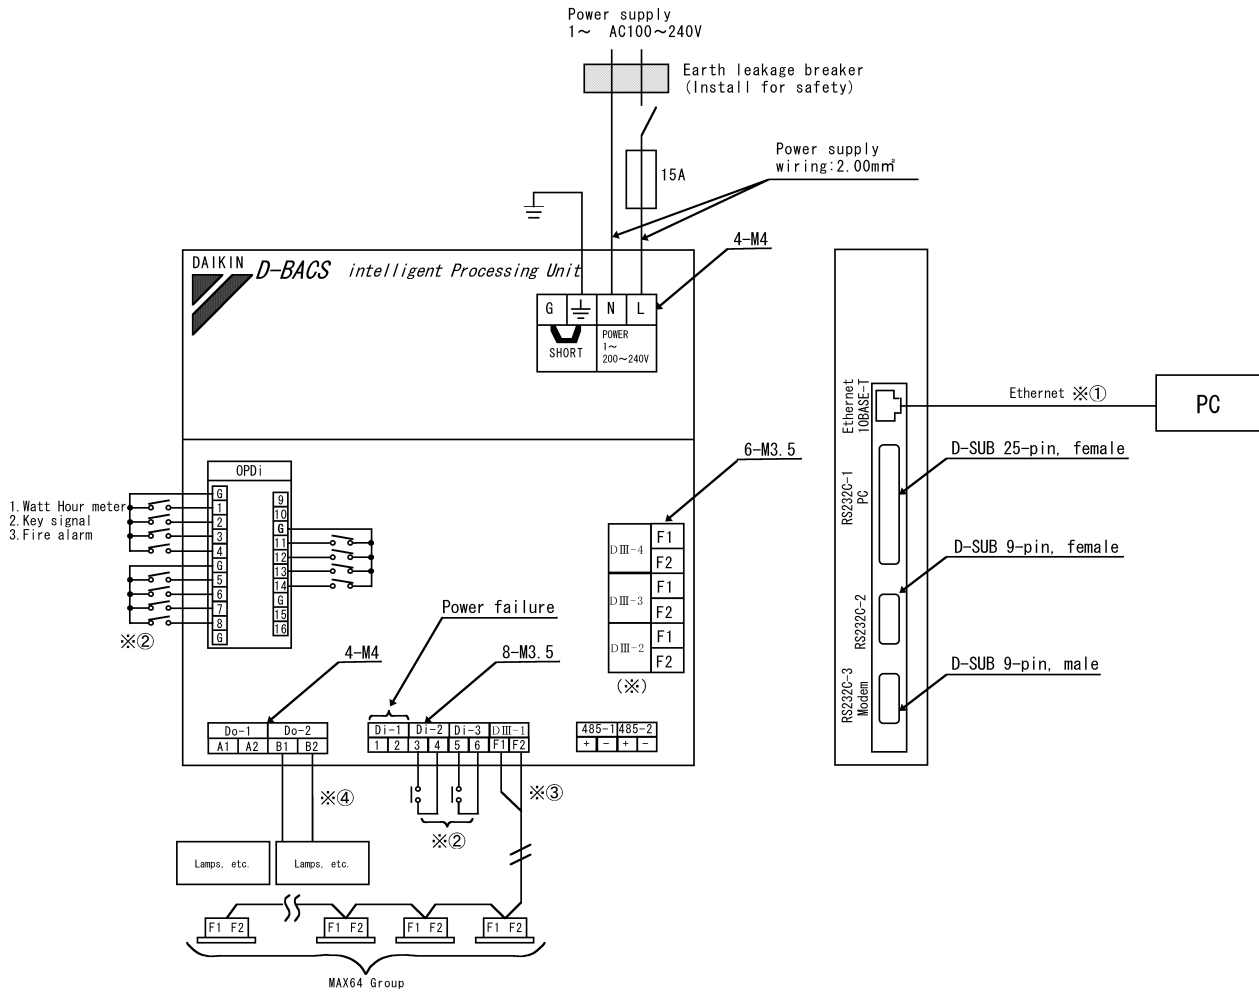 Power supply
1～ AC100～240V
Earth leakage breaker
(Install for safety)
Power supply
wiring:2.00mm²
15A
4-M4
DAIKIN D-BACS intelligent Processing Unit
G N L
SHORT
POWER
1～
200～240V
Ethernet
10BASE-T
Ethernet ※①
PC
D-SUB 25-pin, female
RS232C-1
PC
D-SUB 9-pin, female
RS232C-2
D-SUB 9-pin, male
RS232C-3
Modem
6-M3.5
OPDi
1.Watt Hour meter
2.Key signal
3.Fire alarm
G
1
2
3
4
G
5
6
7
8
G
9
10
G
11
12
13
14
G
15
16
※②
DⅢ-4 F1
F2
DⅢ-3 F1
F2
DⅢ-2 F1
F2
(※)
Power failure
4-M4
8-M3.5
Do-1 Do-2
A1 A2 B1 B2
Di-1 Di-2 Di-3 DⅢ-1
1 2 3 4 5 6 F1 F2
485-1 485-2
+ - + -
※④
※③
※②
Lamps, etc. Lamps, etc.
F1 F2 F1 F2 F1 F2 F1 F2
MAX64 Group